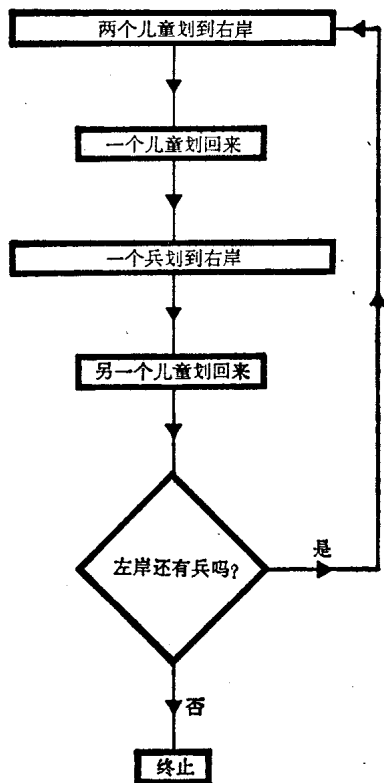 两个儿童划到右岸
一个儿童划回来
一个兵划到右岸
另一个儿童划回来
左岸还有兵吗?
是
否
终止